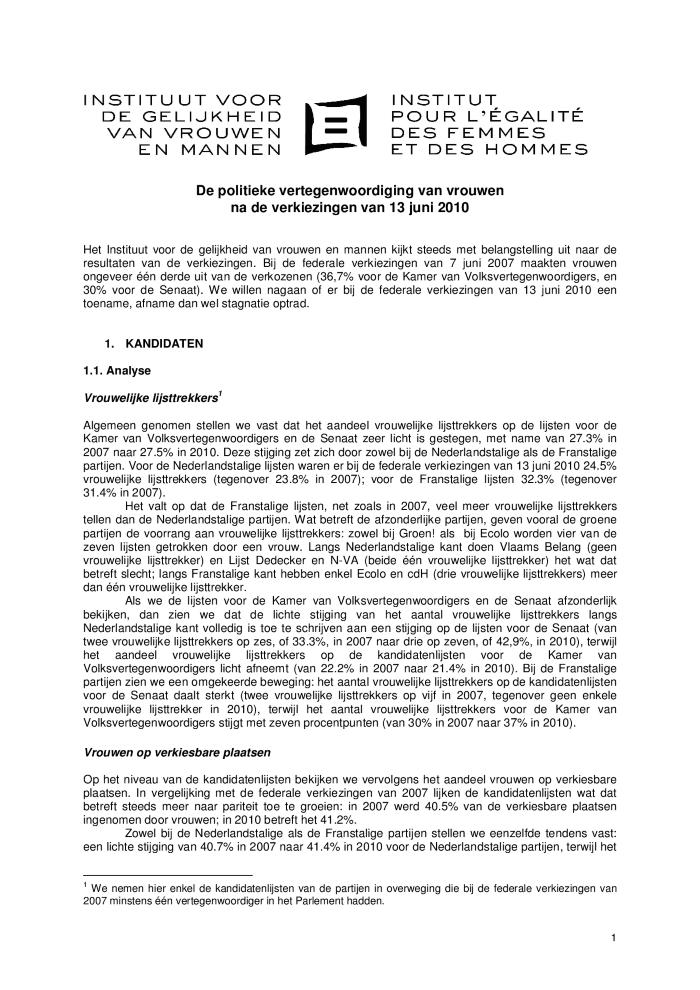 INSTITUUT VOOR
DE GELIJKHEID
VAN VROUWEN
EN MANNEN
INSTITUT
POUR L'ÉGALITÉ
DES FEMMES
ET DES HOMMES
De politieke vertegenwoordiging van vrouwen
na de verkiezingen van 13 juni 2010
Het Instituut voor de gelijkheid van vrouwen en mannen kijkt steeds met belangstelling uit naar de
resultaten van de verkiezingen. Bij de federale verkiezingen van 7 juni 2007 maakten vrouwen
ongeveer één derde uit van de verkozenen (36,7% voor de Kamer van Volksvertegenwoordigers, en
30% voor de Senaat). We willen nagaan of er bij de federale verkiezingen van 13 juni 2010 een
toename, afname dan wel stagnatie optrad.
1. KANDIDATEN
1.1. Analyse
Vrouwelijke lijsttrekkers1
Algemeen genomen stellen we vast dat het aandeel vrouwelijke lijsttrekkers op de lijsten voor de
Kamer van Volksvertegenwoordigers en de Senaat zeer licht is gestegen, met name van 27.3% in
2007 naar 27.5% in 2010. Deze stijging zet zich door zowel bij de Nederlandstalige als de Franstalige
partijen. Voor de Nederlandstalige lijsten waren er bij de federale verkiezingen van 13 juni 2010 24.5%
vrouwelijke lijsttrekkers (tegenover 23.8% in 2007); voor de Franstalige lijsten 32.3% (tegenover
31.4% in 2007).
Het valt op dat de Franstalige lijsten, net zoals in 2007, veel meer vrouwelijke lijsttrekkers
tellen dan de Nederlandstalige partijen. Wat betreft de afzonderlijke partijen, geven vooral de groene
partijen de voorrang aan vrouwelijke lijsttrekkers: zowel bij Groen! als bij Ecolo worden vier van de
zeven lijsten getrokken door een vrouw. Langs Nederlandstalige kant doen Vlaams Belang (geen
vrouwelijke lijsttrekker) en Lijst Dedecker en N-VA (beide één vrouwelijke lijsttrekker) het wat dat
betreft slecht; langs Franstalige kant hebben enkel Ecolo en cdH (drie vrouwelijke lijsttrekkers) meer
dan één vrouwelijke lijsttrekker.
Als we de lijsten voor de Kamer van Volksvertegenwoordigers en de Senaat afzonderlijk
bekijken, dan zien we dat de lichte stijging van het aantal vrouwelijke lijsttrekkers langs
Nederlandstalige kant volledig is toe te schrijven aan een stijging op de lijsten voor de Senaat (van
twee vrouwelijke lijsttrekkers op zes, of 33.3%, in 2007 naar drie op zeven, of 42,9%, in 2010), terwijl
het aandeel vrouwelijke lijsttrekkers op de kandidatenlijsten voor de Kamer van
Volksvertegenwoordigers licht afneemt (van 22.2% in 2007 naar 21.4% in 2010). Bij de Franstalige
partijen zien we een omgekeerde beweging: het aantal vrouwelijke lijsttrekkers op de kandidatenlijsten
voor de Senaat daalt sterk (twee vrouwelijke lijsttrekkers op vijf in 2007, tegenover geen enkele
vrouwelijke lijsttrekker in 2010), terwijl het aantal vrouwelijke lijsttrekkers voor de Kamer van
Volksvertegenwoordigers stijgt met zeven procentpunten (van 30% in 2007 naar 37% in 2010).
Vrouwen op verkiesbare plaatsen
Op het niveau van de kandidatenlijsten bekijken we vervolgens het aandeel vrouwen op verkiesbare
plaatsen. In vergelijking met de federale verkiezingen van 2007 lijken de kandidatenlijsten wat dat
betreft steeds meer naar pariteit toe te groeien: in 2007 werd 40.5% van de verkiesbare plaatsen
ingenomen door vrouwen; in 2010 betreft het 41.2%.
Zowel bij de Nederlandstalige als de Franstalige partijen stellen we eenzelfde tendens vast:
een lichte stijging van 40.7% in 2007 naar 41.4% in 2010 voor de Nederlandstalige partijen, terwijl het
1 We nemen hier enkel de kandidatenlijsten van de partijen in overweging die bij de federale verkiezingen van
2007 minstens één vertegenwoordiger in het Parlement hadden.
1